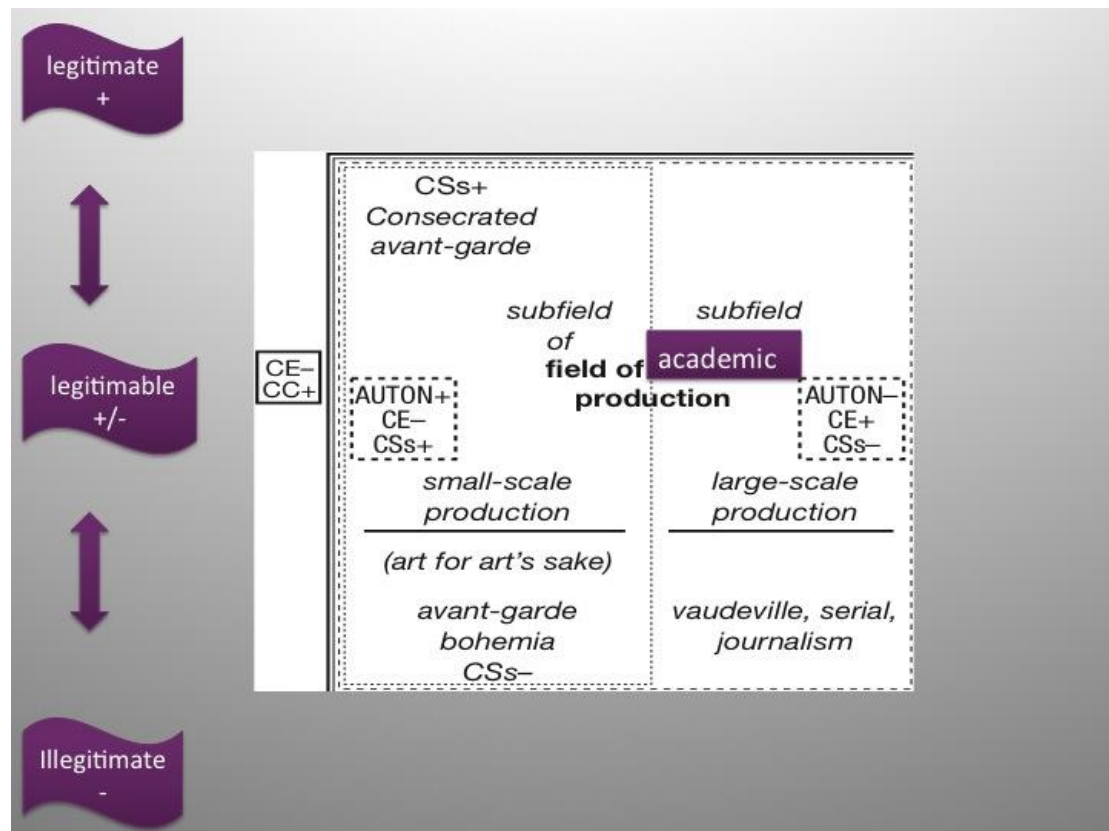 legitimate
+
legitimable
+/-
Illegitimate
-
CE–
CC+
CSs+
Consecrated
avant-garde
subfield
of
field of
production
subfield
academic
AUTON+
CE–
CSs+
AUTON–
CE+
CSs–
small-scale
production
large-scale
production
(art for art's sake)
avant-garde
bohemia
CSs–
vaudeville, serial,
journalism